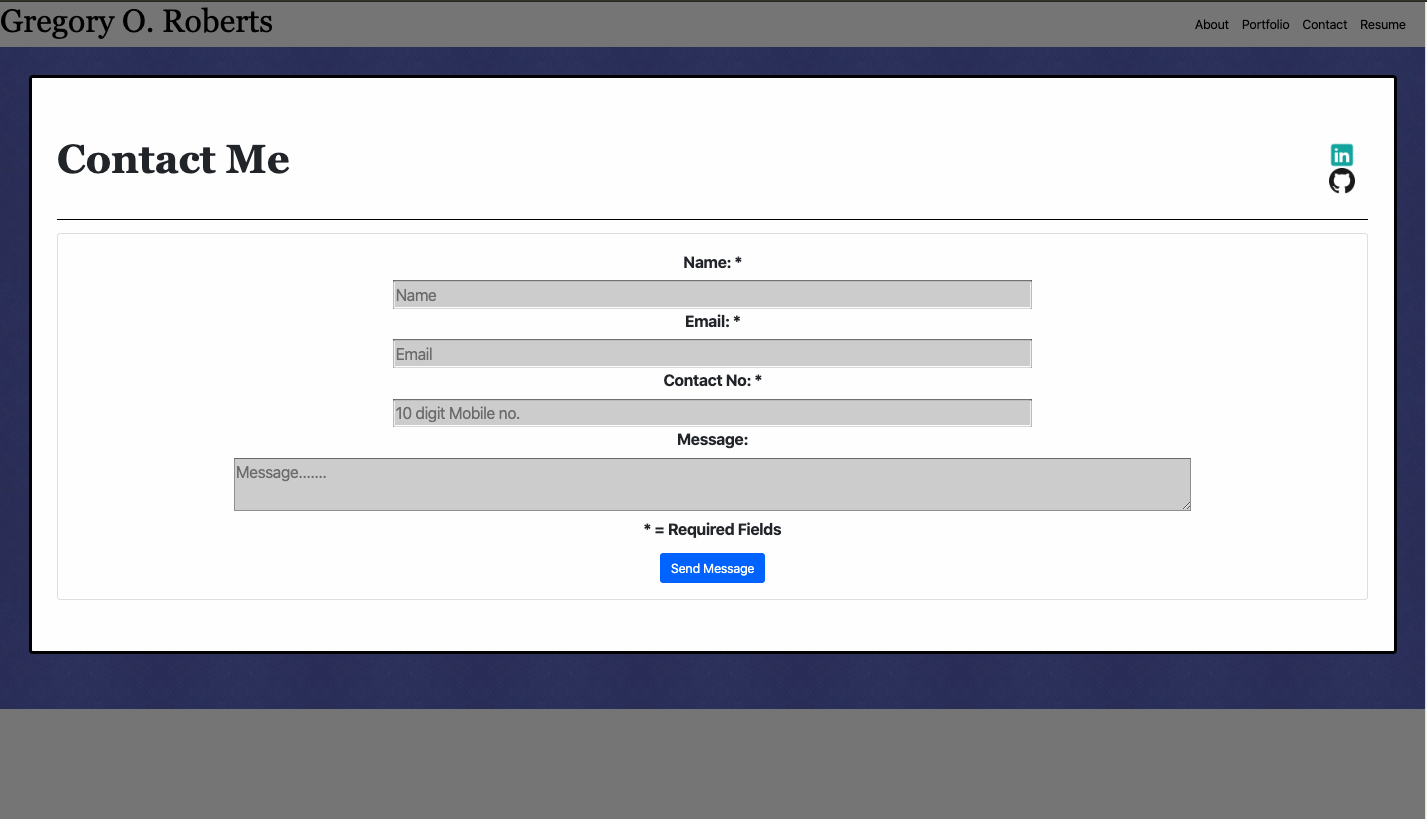 Gregory O. Roberts
About Portfolio Contact Resume
Contact Me
in
Name: *
Name
Email: *
Email
Contact No: *
10 digit Mobile no.
Message:
Message.......
* = Required Fields
Send Message